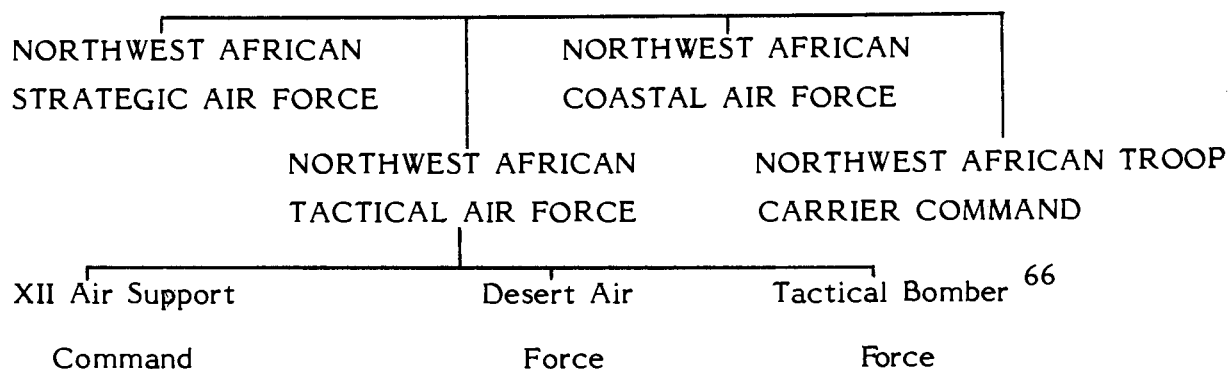 NORTHWEST AFRICAN
STRATEGIC AIR FORCE
NORTHWEST AFRICAN
COASTAL AIR FORCE
NORTHWEST AFRICAN
TACTICAL AIR FORCE
NORTHWEST AFRICAN TROOP
CARRIER COMMAND
XII Air Support
Command
Desert Air
Force
Tactical Bomber 66
Force